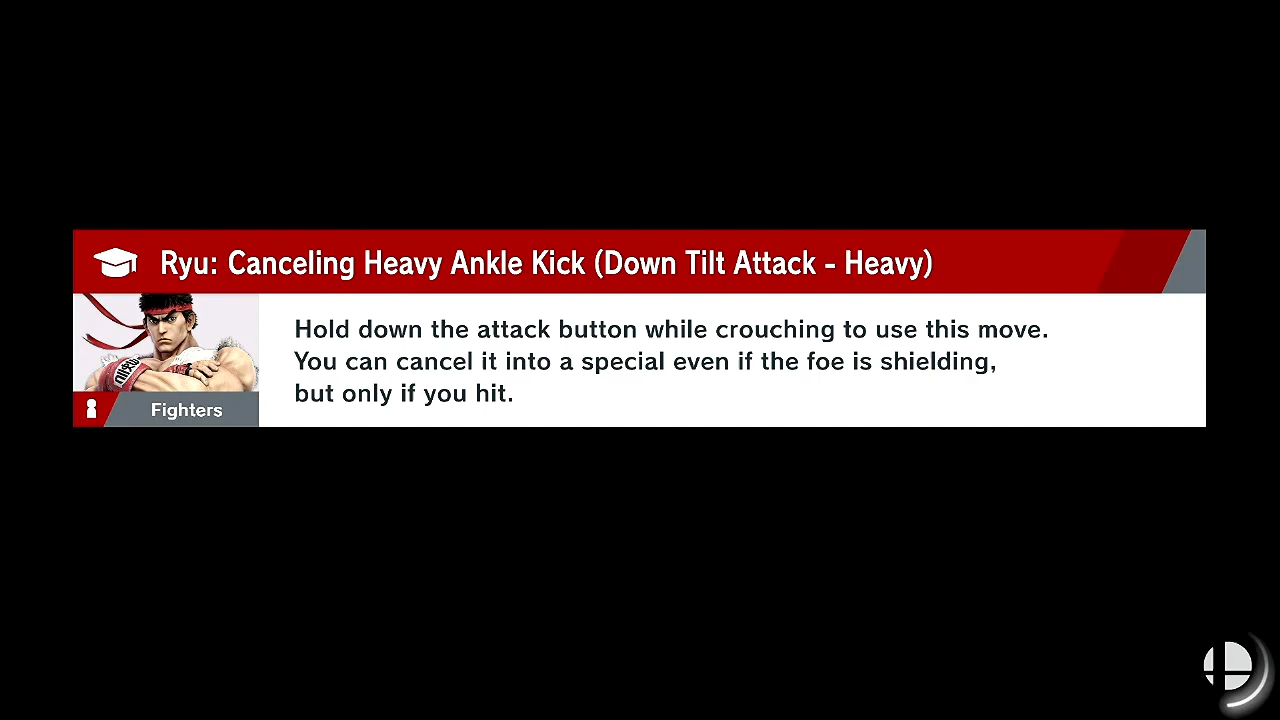 Ryu: Canceling Heavy Ankle Kick (Down Tilt Attack - Heavy)
Hold down the attack button while crouching to use this move.
You can cancel it into a special even if the foe is shielding,
but only if you hit.
Fighters